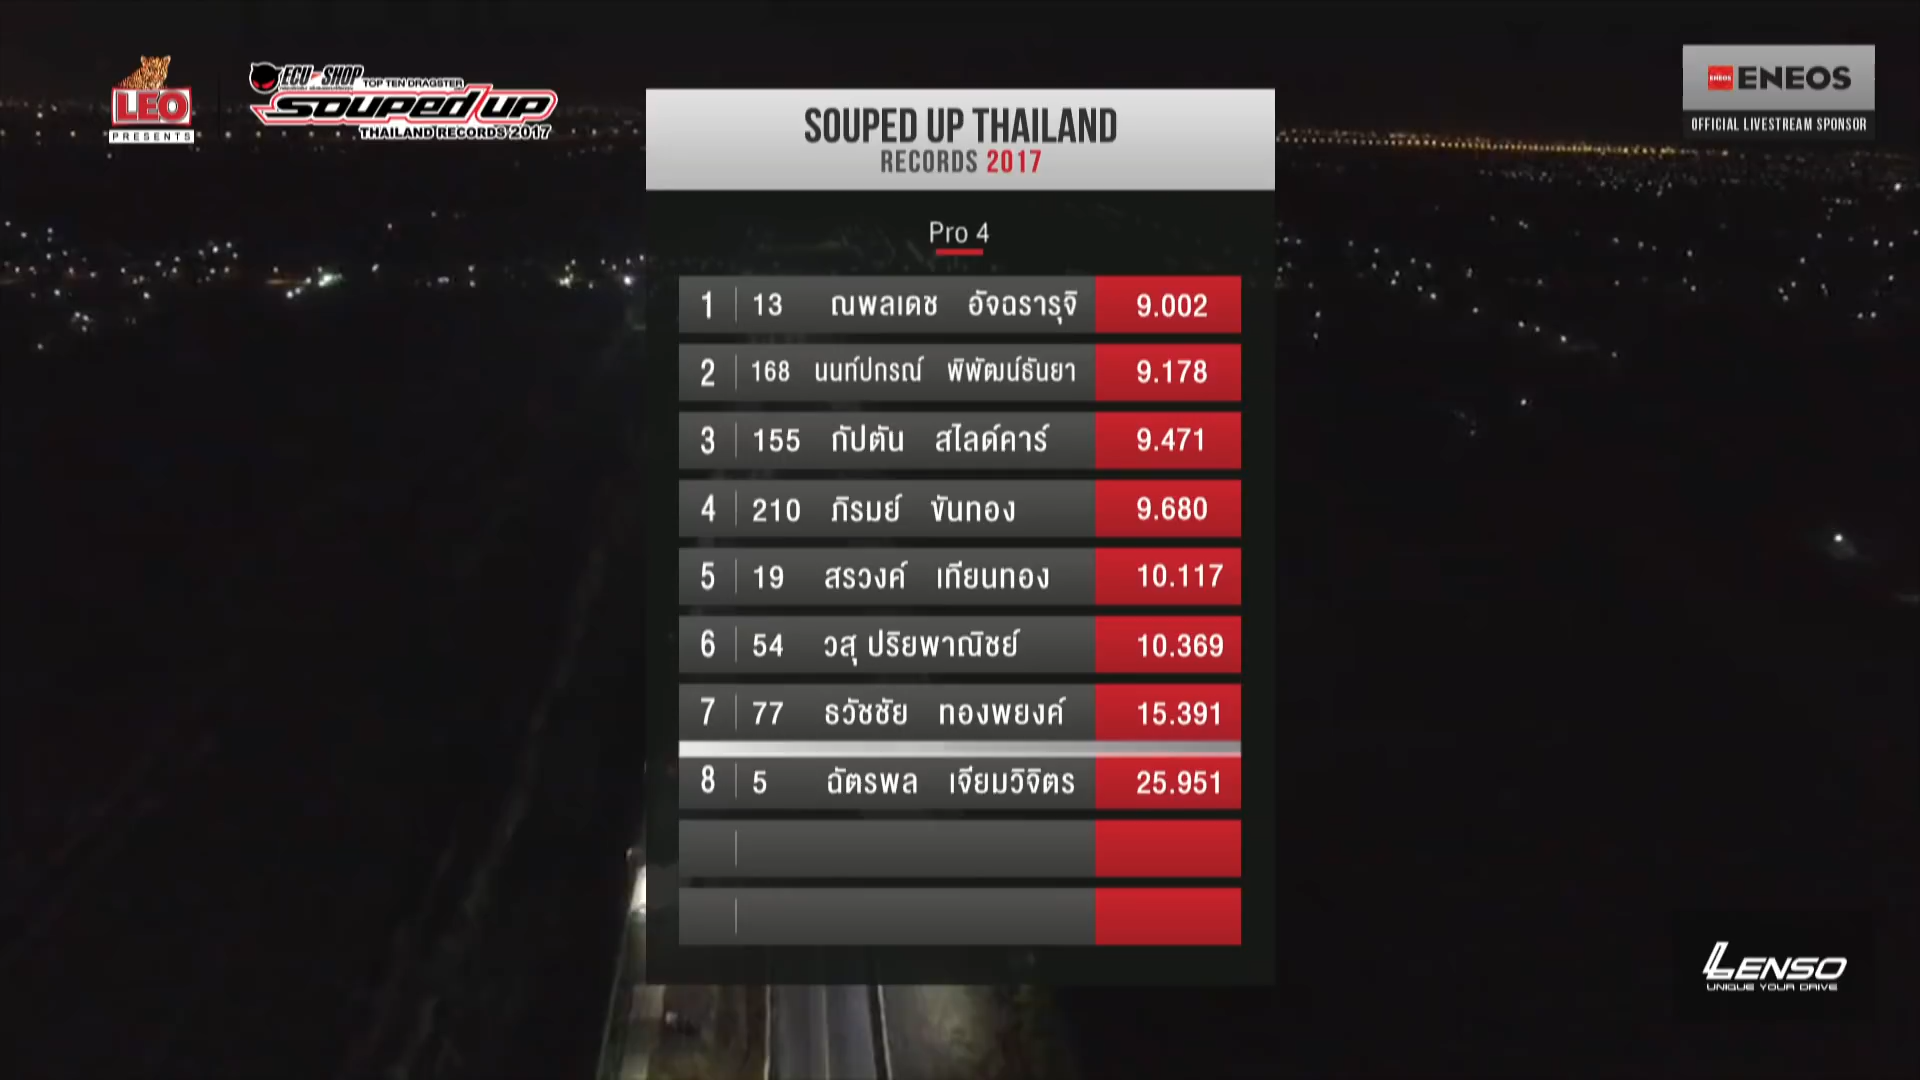 LEO
PRESENTS
ECU-SHOP
TOP TEN DRAGSTER
souped up
THAILAND RECORDS 2017
SOUPED UP THAILAND
RECORDS 2017
ENEOS
ENEOS
OFFICIAL LIVESTREAM SPONSOR
Pro 4
1 13 ณพลเดช อัจฉรารุจิ 9.002
2 168 นนท์ปกรณ์ พิพัฒน์ธันยา 9.178
3 155 กัปตัน สไลด์คาร์ 9.471
4 210 ภิรมย์ ขันทอง 9.680
5 19 สรวงค์ เทียนทอง 10.117
6 54 วสุ ปริยพาณิชย์ 10.369
7 77 ธวัชชัย ทองพยงค์ 15.391
8 5 ฉัตรพล เจียมวิจิตร 25.951
LENSO
UNIQUE YOUR DRIVE